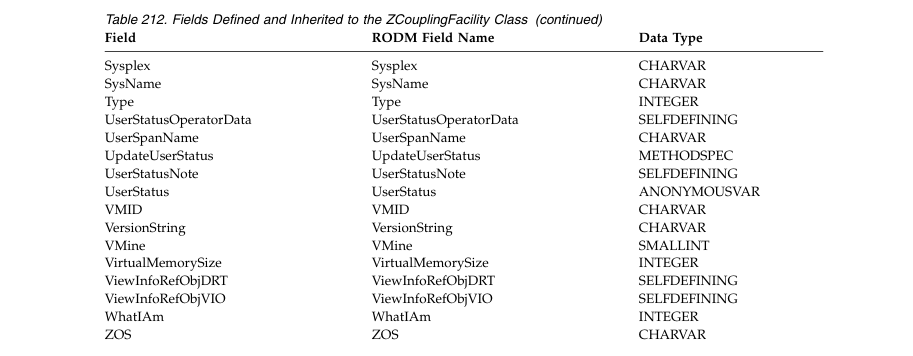 Table 212. Fields Defined and Inherited to the ZCouplingFacility Class (continued)
Field RODM Field Name Data Type
Sysplex Sysplex CHARVAR
SysName SysName CHARVAR
Type Type INTEGER
UserStatusOperatorData UserStatusOperatorData SELFDEFINING
UserSpanName UserSpanName CHARVAR
UpdateUserStatus UpdateUserStatus METHODSPEC
UserStatusNote UserStatusNote SELFDEFINING
UserStatus UserStatus ANONYMOUSVAR
VMID VMID CHARVAR
VersionString VersionString CHARVAR
VMine VMine SMALLINT
VirtualMemorySize VirtualMemorySize INTEGER
ViewInfoRefObjDRT ViewInfoRefObjDRT SELFDEFINING
ViewInfoRefObjVIO ViewInfoRefObjVIO SELFDEFINING
WhatIAm WhatIAm INTEGER
ZOS ZOS CHARVAR